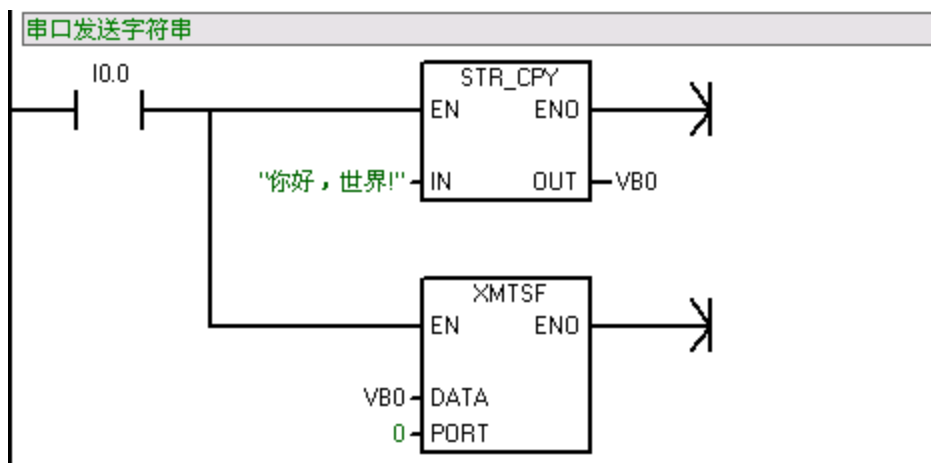 串口发送字符串
I0.0
STR_CPY
EN ENO
"你好，世界!" IN OUT VB0
XMTSF
EN ENO
VB0 DATA
0 PORT